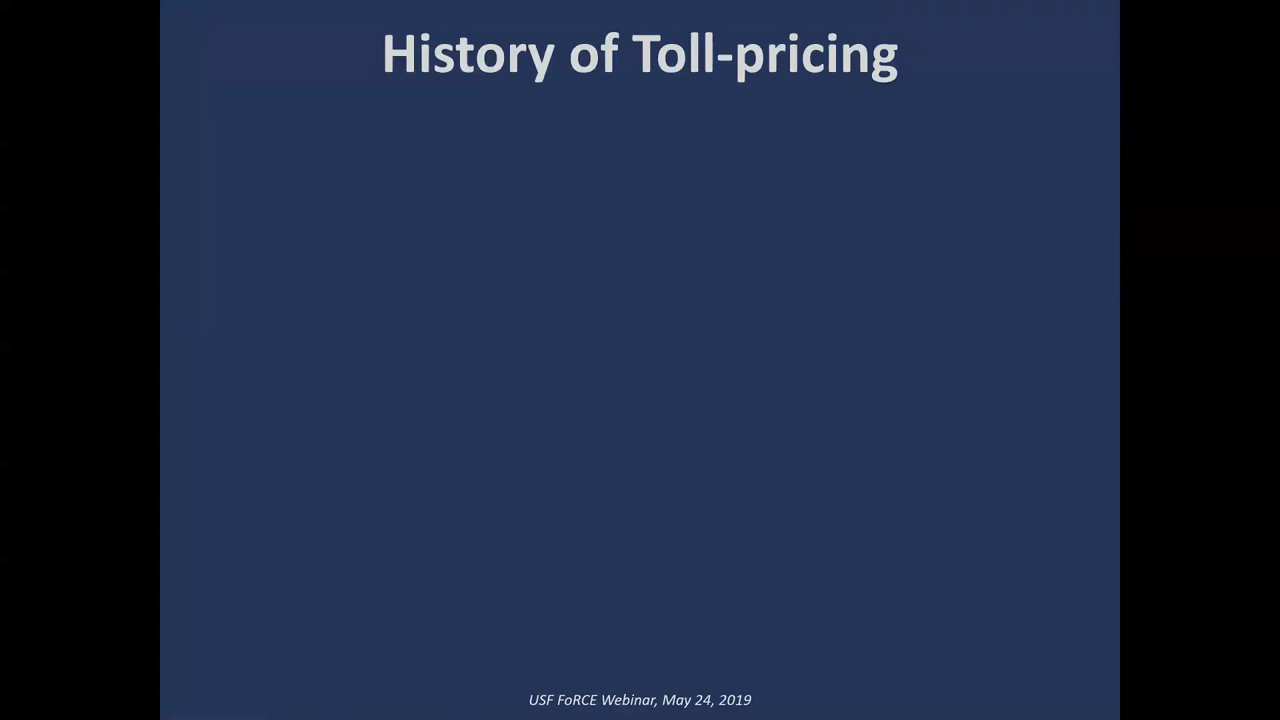 History of Toll-pricing
USF FoRCE Webinar, May 24, 2019